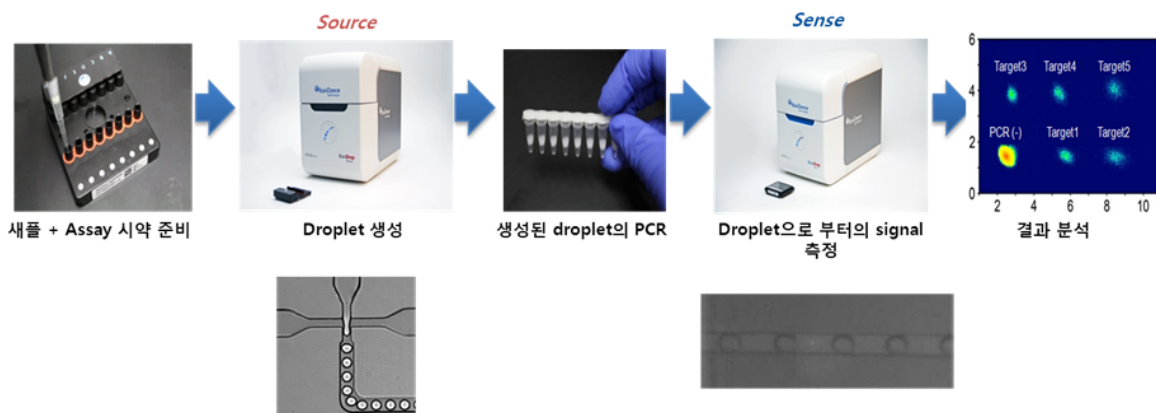 Source
Sense
새플 + Assay 시약 준비
Droplet 생성
생성된 droplet의 PCR
Droplet으로 부터의 signal
측정
결과 분석
6
4
2
0
Target3 Target4 Target5
PCR (-) Target1 Target2
2 4 6 8 10
RainDance
RainDance